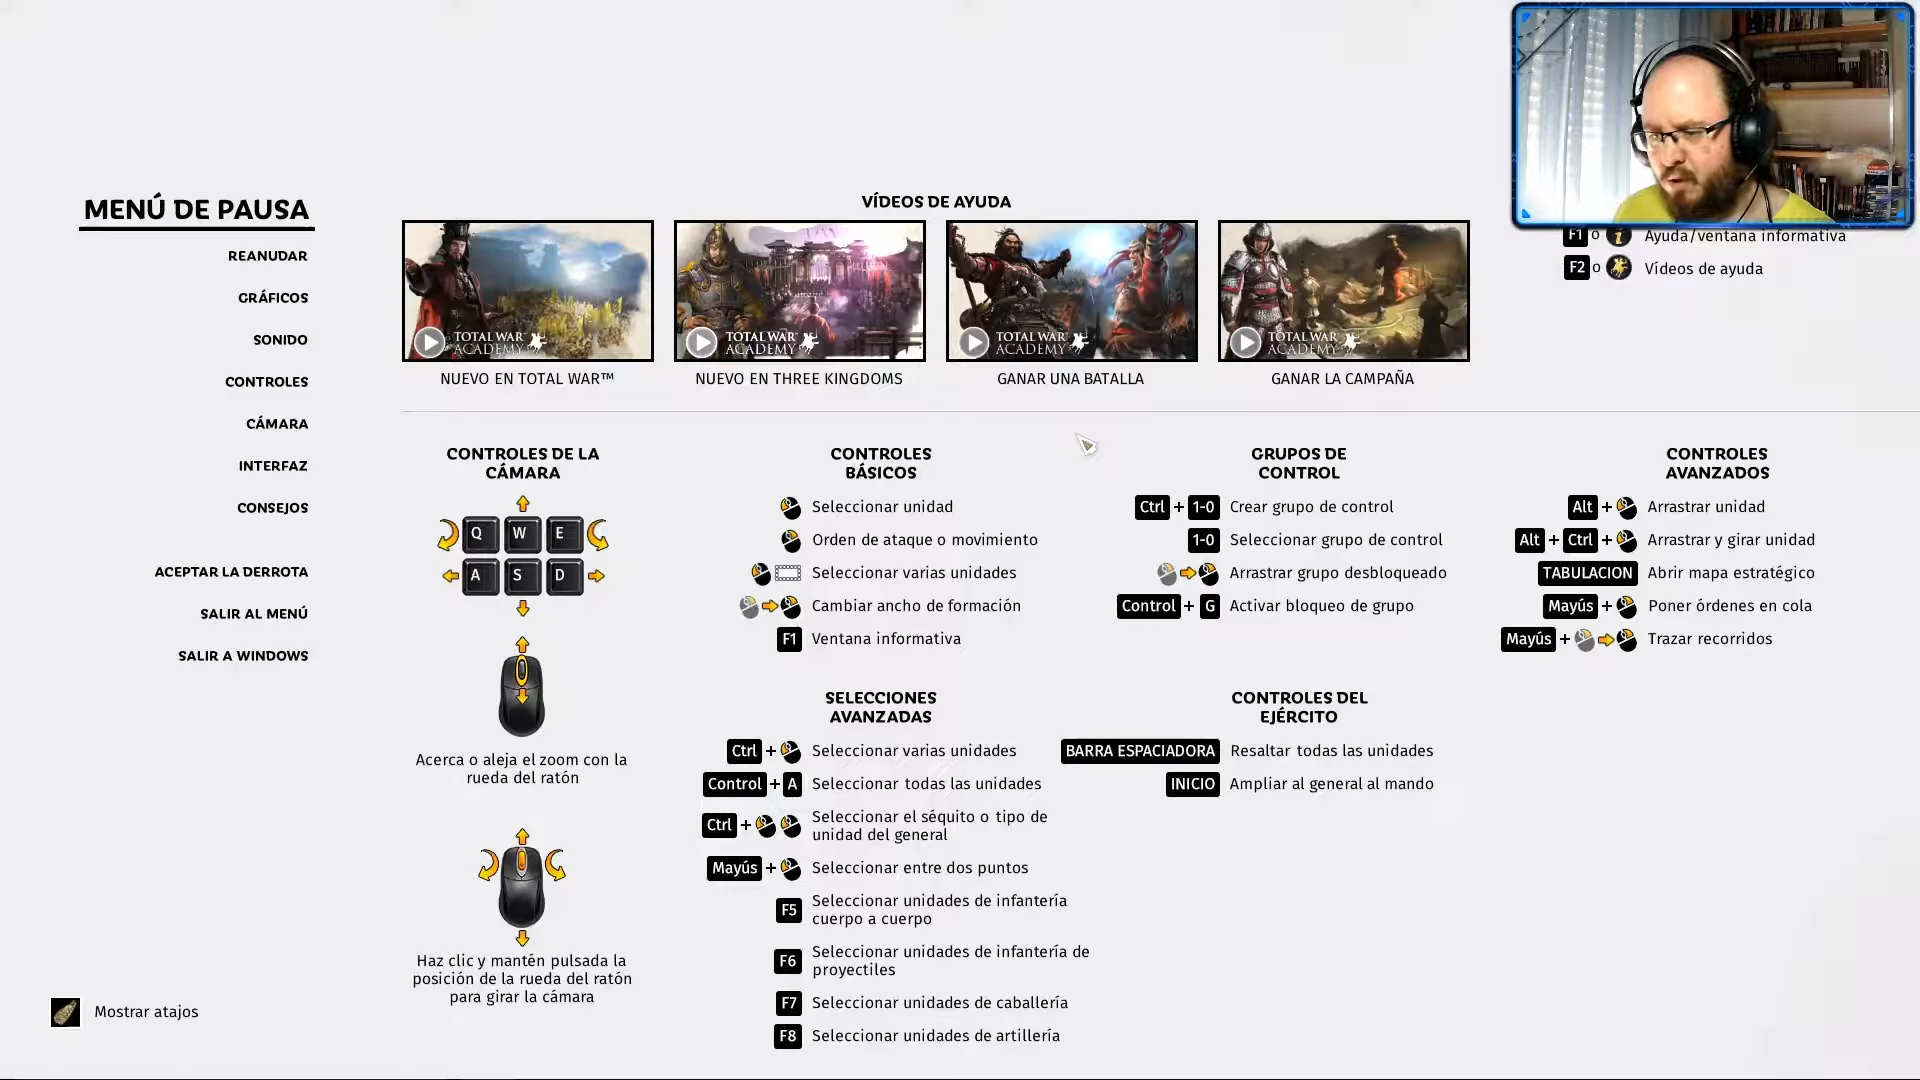 MENÚ DE PAUSA
REANUDAR
GRÁFICOS
SONIDO
CONTROLES
CÁMARA
INTERFAZ
CONSEJOS
ACEPTAR LA DERROTA
SALIR AL MENÚ
SALIR A WINDOWS
Mostrar atajos
VÍDEOS DE AYUDA
TOTAL WAR
ACADEMY
NUEVO EN TOTAL WAR™
TOTAL WAR
ACADEMY
NUEVO EN THREE KINGDOMS
TOTAL WAR
ACADEMY
GANAR UNA BATALLA
TOTAL WAR
ACADEMY
GANAR LA CAMPAÑA
F1 o Ayuda/ventana informativa
F2 o Vídeos de ayuda
CONTROLES DE LA
CÁMARA
Q W E
A S D
Acerca o aleja el zoom con la
rueda del ratón
Haz clic y mantén pulsada la
posición de la rueda del ratón
para girar la cámara
CONTROLES
BÁSICOS
Seleccionar unidad
Orden de ataque o movimiento
Seleccionar varias unidades
Cambiar ancho de formación
F1 Ventana informativa
SELECCIONES
AVANZADAS
Ctrl + Seleccionar varias unidades
Control + A Seleccionar todas las unidades
Ctrl + Seleccionar el séquito o tipo de
unidad del general
Mayús + Seleccionar entre dos puntos
F5 Seleccionar unidades de infantería
cuerpo a cuerpo
F6 Seleccionar unidades de infantería de
proyectiles
F7 Seleccionar unidades de caballería
F8 Seleccionar unidades de artillería
GRUPOS DE
CONTROL
Ctrl + 1-0 Crear grupo de control
1-0 Seleccionar grupo de control
Arrastrar grupo desbloqueado
Control + G Activar bloqueo de grupo
CONTROLES DEL
EJÉRCITO
BARRA ESPACIADORA Resaltar todas las unidades
INICIO Ampliar al general al mando
CONTROLES
AVANZADOS
Alt + Arrastrar unidad
Alt + Ctrl + Arrastrar y girar unidad
TABULACION Abrir mapa estratégico
Mayús + Poner órdenes en cola
Mayús + Trazar recorridos